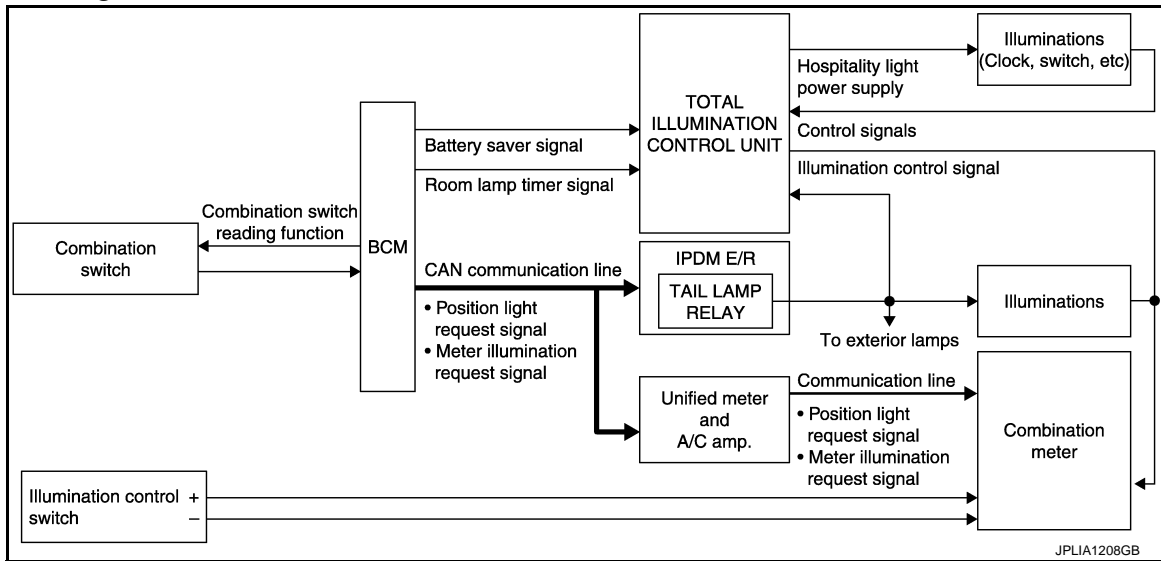 Illuminations
(Clock, switch, etc)
Hospitality light
power supply
TOTAL
ILLUMINATION
CONTROL UNIT
Control signals
Illumination control signal
Battery saver signal
Room lamp timer signal
Combination switch
reading function
Combination
switch
BCM
CAN communication line
• Position light
request signal
• Meter illumination
request signal
IPDM E/R
TAIL LAMP
RELAY
Illuminations
To exterior lamps
Unified meter
and
A/C amp.
Communication line
• Position light
request signal
• Meter illumination
request signal
Combination
meter
Illumination control +
switch –
JPLIA1208GB